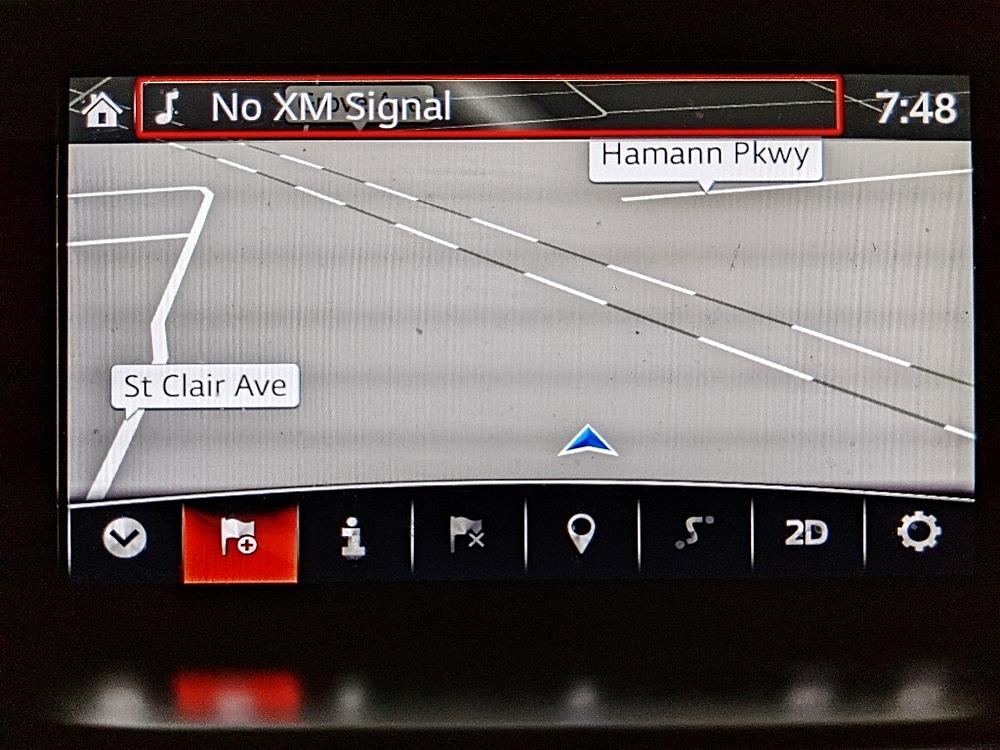 No XM Signal
7:48
Hamann Pkwy
St Clair Ave
2D